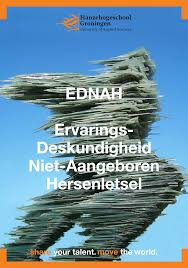 Hanzehogeschool
Groningen
University of Applied Sciences
EDNAH
Ervarings-
Deskundigheid
Niet-Aangeboren
Hersenletsel
share your talent. move the world.